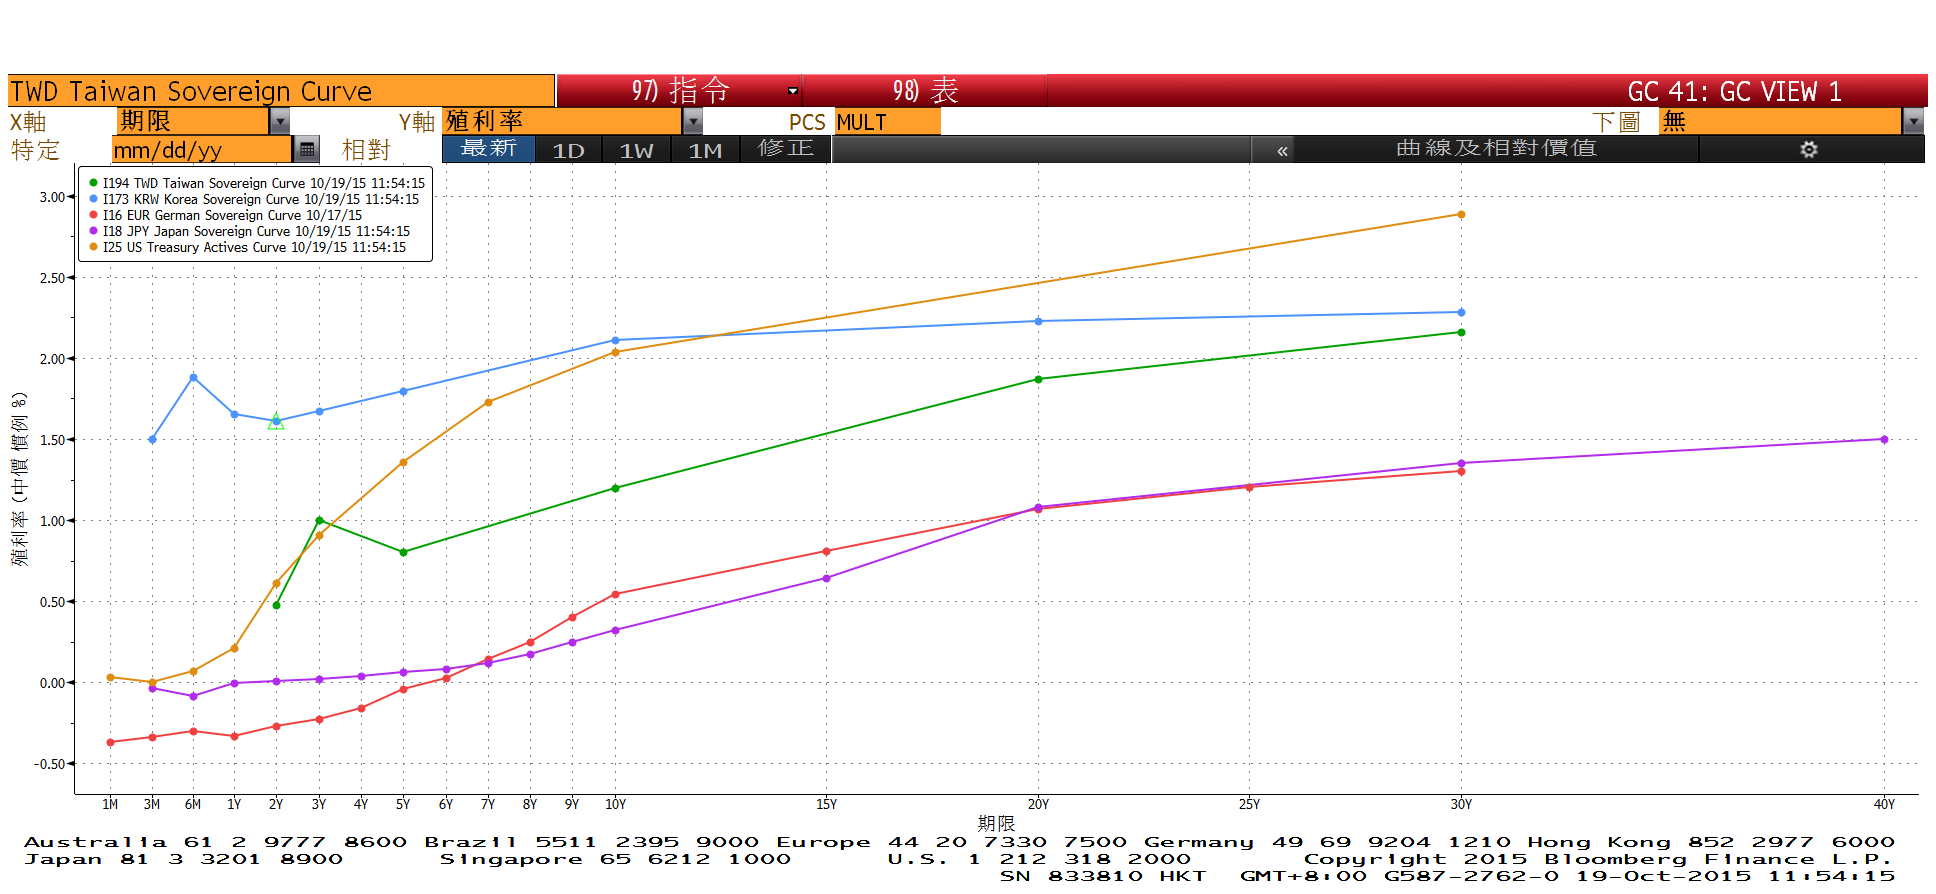 TWD Taiwan Sovereign Curve 97) 指令 98) 表 GC 41: GC VIEW 1
X軸 期限 Y軸 殖利率 PCS MULT 下圖 無
特定 mm/dd/yy 相對 最新 1D 1W 1M 修正 « 曲線及相對價值
I194 TWD Taiwan Sovereign Curve 10/19/15 11:54:15
I173 KRW Korea Sovereign Curve 10/19/15 11:54:15
I16 EUR German Sovereign Curve 10/17/15
I18 JPY Japan Sovereign Curve 10/19/15 11:54:15
I25 US Treasury Actives Curve 10/19/15 11:54:15
3.00
2.50
2.00
1.50
1.00
0.50
0.00
-0.50
殖利率 (中價 慣例 %)
1M 3M 6M 1Y 2Y 3Y 4Y 5Y 6Y 7Y 8Y 9Y 10Y 15Y 20Y 25Y 30Y 40Y
期限
Australia 61 2 9777 8600 Brazil 5511 2395 9000 Europe 44 20 7330 7500 Germany 49 69 9204 1210 Hong Kong 852 2977 6000
Japan 81 3 3201 8900 Singapore 65 6212 1000 U.S. 1 212 318 2000 Copyright 2015 Bloomberg Finance L.P.
SN 833810 HKT GMT+8:00 G587-2762-0 19-Oct-2015 11:54:15